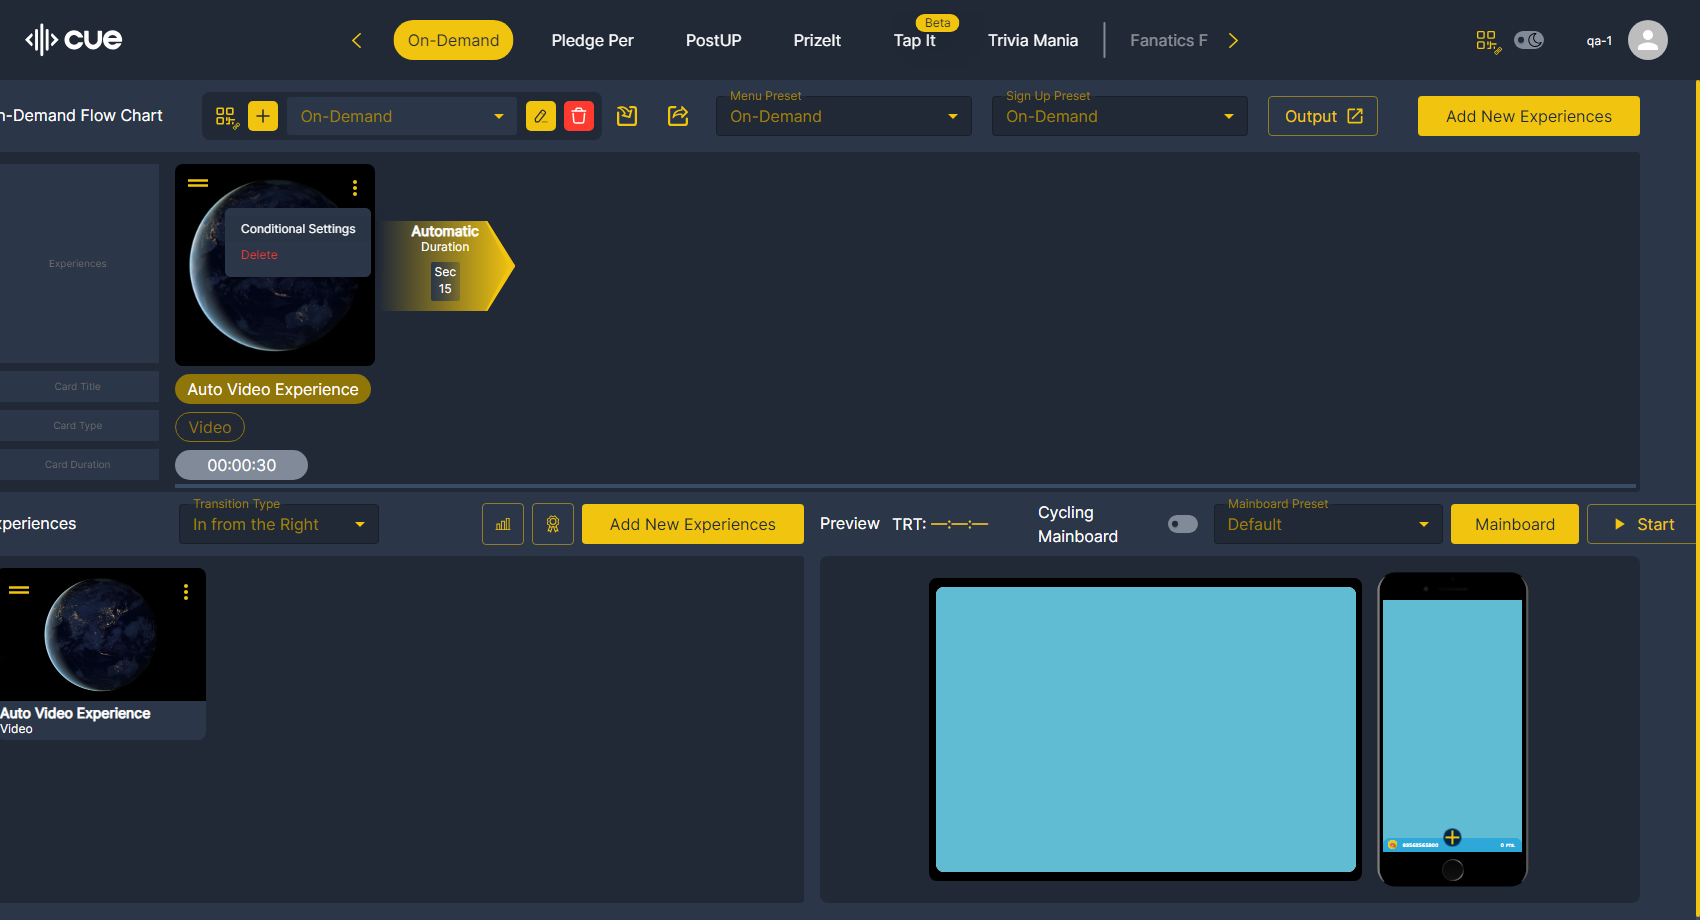 cue
On-Demand
Pledge Per
PostUP
PrizeIt
Beta
Tap It
Trivia Mania
Fanatics F
qa-1
n-Demand Flow Chart
On-Demand
Menu Preset
On-Demand
Sign Up Preset
On-Demand
Output
Add New Experiences
Experiences
Conditional Settings
Delete
Automatic
Duration
Sec
15
Card Title
Auto Video Experience
Card Type
Video
Card Duration
00:00:30
xperiences
Transition Type
In from the Right
Add New Experiences
Preview
TRT: —:—:—
Cycling
Mainboard
Mainboard Preset
Default
Mainboard
Start
Auto Video Experience
Video
0 PTS.